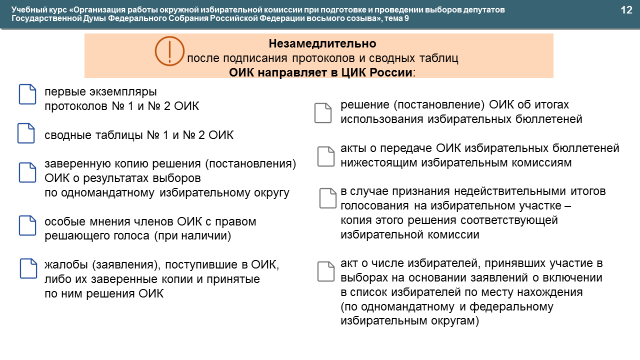 Учебный курс «Организация работы окружной избирательной комиссии при подготовке и проведении выборов депутатов
Государственной Думы Федерального Собрания Российской Федерации восьмого созыва», тема 9
12
Незамедлительно
после подписания протоколов и сводных таблиц
ОИК направляет в ЦИК России:
первые экземпляры
протоколов № 1 и № 2 ОИК
сводные таблицы № 1 и № 2 ОИК
заверенную копию решения (постановления)
ОИК о результатах выборов
по одномандатному избирательному округу
особые мнения членов ОИК с правом
решающего голоса (при наличии)
жалобы (заявления), поступившие в ОИК,
либо их заверенные копии и принятые
по ним решения ОИК
решение (постановление) ОИК об итогах
использования избирательных бюллетеней
акты о передаче ОИК избирательных бюллетеней
нижестоящим избирательным комиссиям
в случае признания недействительными итогов
голосования на избирательном участке –
копия этого решения соответствующей
избирательной комиссии
акт о числе избирателей, принявших участие в
выборах на основании заявлений о включении
в список избирателей по месту нахождения
(по одномандатному и федеральному
избирательным округам)